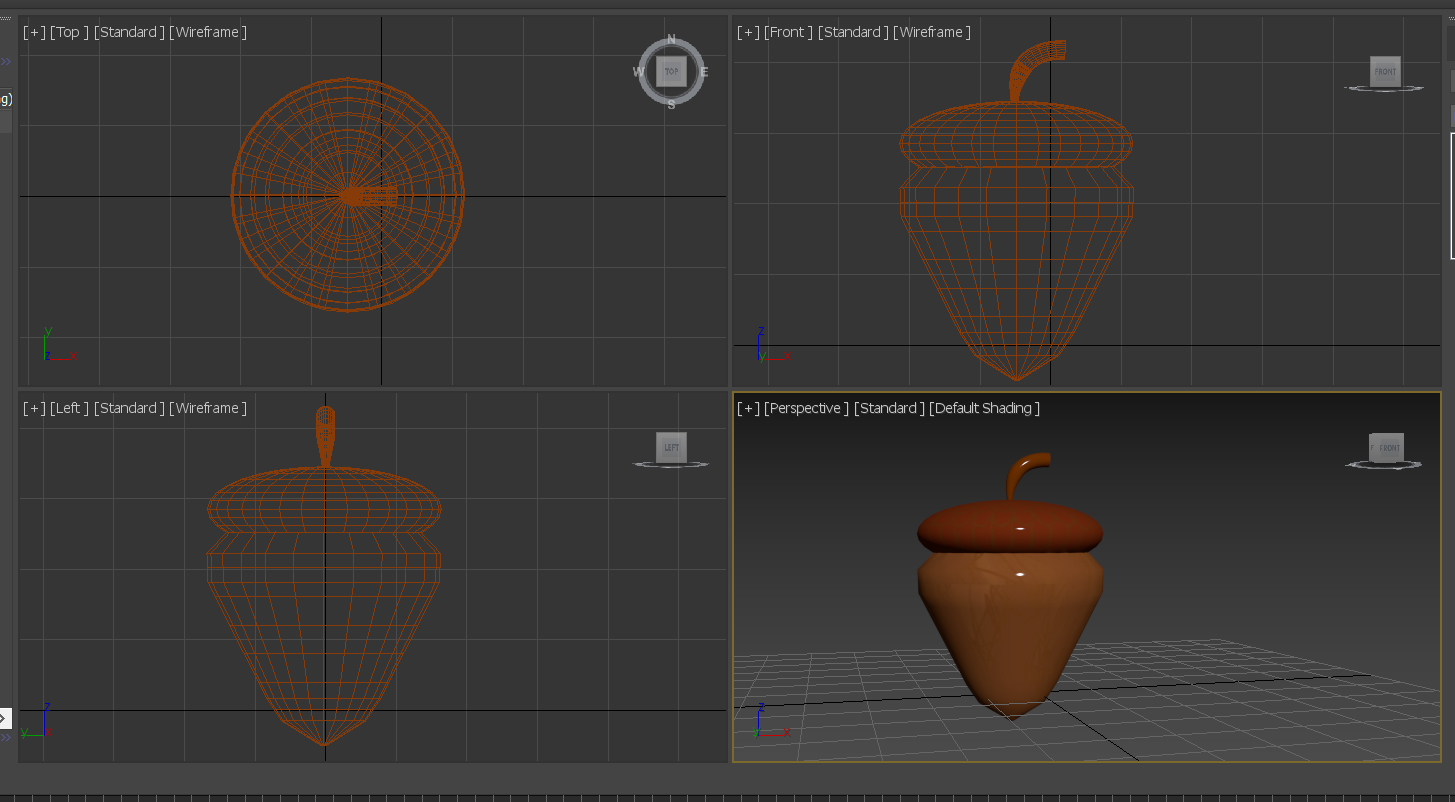 [+] [Top ] [Standard ] [Wireframe ]
N
W TOP E
S
g)
y
z x
[+] [Front ] [Standard ] [Wireframe ]
FRONT
z
y x
[+] [Left ] [Standard ] [Wireframe ]
LEFT
z
y x
[+] [Perspective ] [Standard ] [Default Shading ]
F FRONT
z
y x